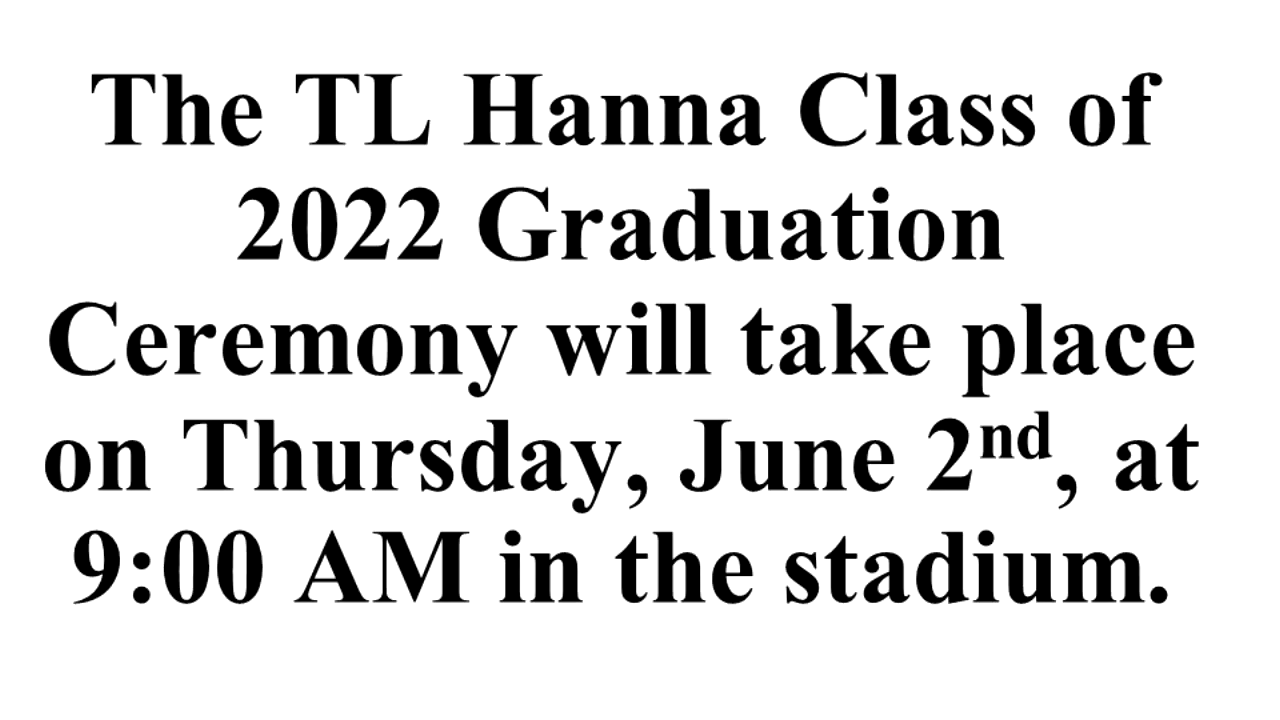 The TL Hanna Class of
2022 Graduation
Ceremony will take place
on Thursday, June 2nd, at
9:00 AM in the stadium.